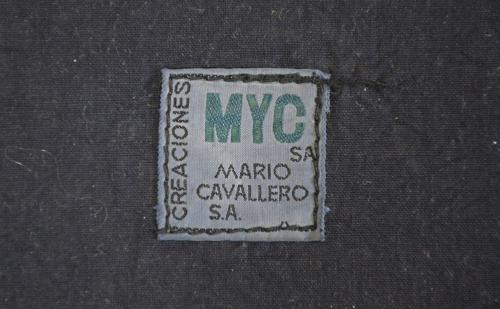 CREACIONES
MYC
SA
MARIO
CAVALLERO
S.A.